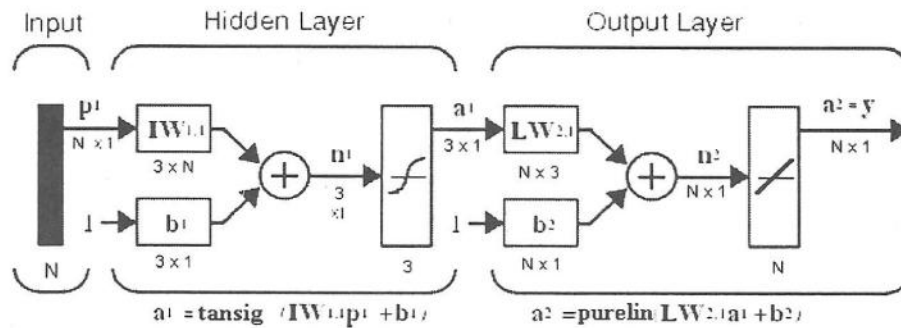 Input Hidden Layer Output Layer
p1 a1 a2 = y
IW1,1 LW2,1
N x 1 3 x 1 N x 1
3 x N n1 N x 3 n2
3 x1 N x 1
1 b1 1 b2
3 x 1 N x 1
N 3 N
a1 = tansig (IW1,1p1 + b1) a2 =purelin(LW2,1a1 + b2)